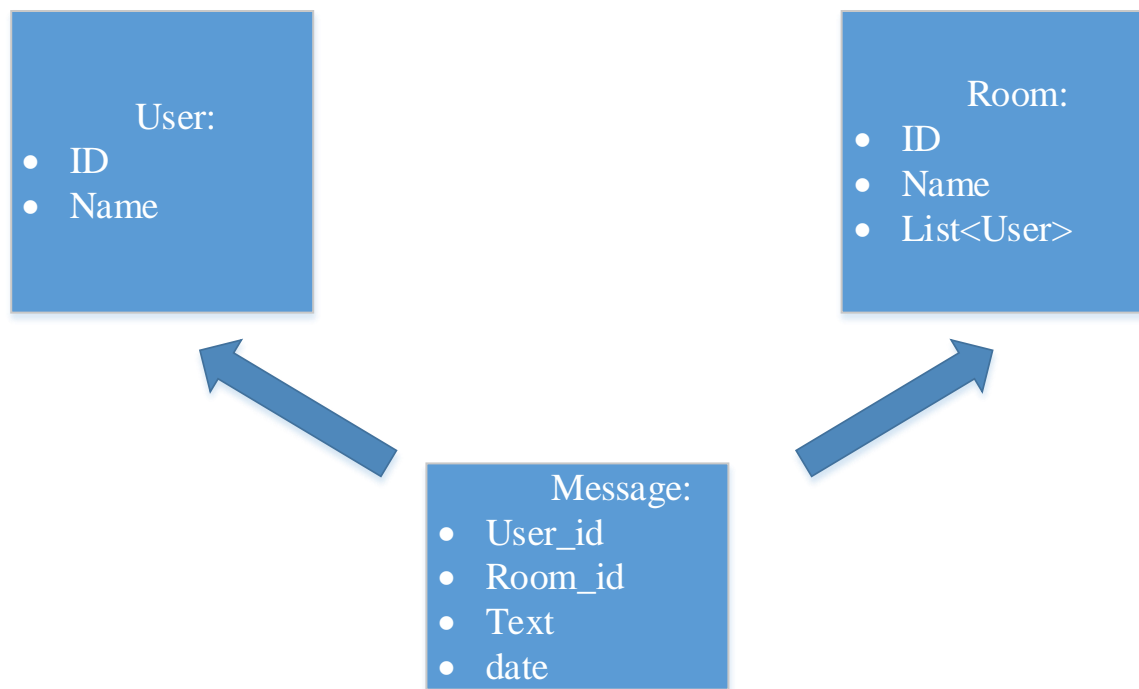 User:
• ID
• Name
Room:
• ID
• Name
• List<User>
Message:
• User_id
• Room_id
• Text
• date